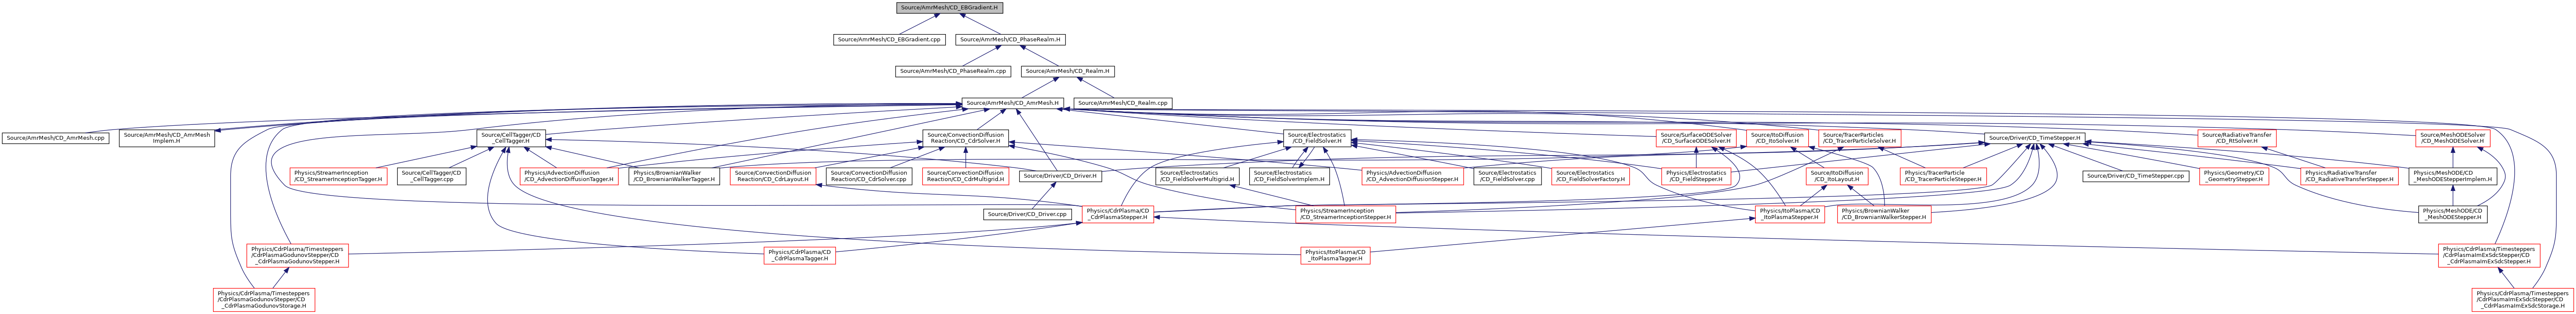 Source/AmrMesh/CD_EBGradient.H
Source/AmrMesh/CD_EBGradient.cpp
Source/AmrMesh/CD_PhaseRealm.H
Source/AmrMesh/CD_PhaseRealm.cpp
Source/AmrMesh/CD_Realm.H
Source/AmrMesh/CD_AmrMesh.H
Source/AmrMesh/CD_Realm.cpp
Source/AmrMesh/CD_AmrMesh.cpp
Source/AmrMesh/CD_AmrMesh
Implem.H
Source/CellTagger/CD
_CellTagger.H
Source/ConvectionDiffusion
Reaction/CD_CdrSolver.H
Source/Electrostatics
/CD_FieldSolver.H
Source/SurfaceODESolver
/CD_SurfaceODESolver.H
Source/ItoDiffusion
/CD_ItoSolver.H
Source/TracerParticles
/CD_TracerParticleSolver.H
Source/Driver/CD_TimeStepper.H
Source/RadiativeTransfer
/CD_RtSolver.H
Source/MeshODESolver
/CD_MeshODESolver.H
Physics/StreamerInception
/CD_StreamerInceptionTagger.H
Source/CellTagger/CD
_CellTagger.cpp
Physics/AdvectionDiffusion
/CD_AdvectionDiffusionTagger.H
Physics/BrownianWalker
/CD_BrownianWalkerTagger.H
Source/ConvectionDiffusion
Reaction/CD_CdrLayout.H
Source/ConvectionDiffusion
Reaction/CD_CdrSolver.cpp
Source/ConvectionDiffusion
Reaction/CD_CdrMultigrid.H
Source/Driver/CD_Driver.H
Source/Electrostatics
/CD_FieldSolverMultigrid.H
Source/Electrostatics
/CD_FieldSolverImplem.H
Physics/AdvectionDiffusion
/CD_AdvectionDiffusionStepper.H
Source/Electrostatics
/CD_FieldSolver.cpp
Source/Electrostatics
/CD_FieldSolverFactory.H
Physics/Electrostatics
/CD_FieldStepper.H
Source/ItoDiffusion
/CD_ItoLayout.H
Physics/TracerParticle
/CD_TracerParticleStepper.H
Source/Driver/CD_TimeStepper.cpp
Physics/Geometry/CD
_GeometryStepper.H
Physics/RadiativeTransfer
/CD_RadiativeTransferStepper.H
Physics/MeshODE/CD
_MeshODEStepperImplem.H
Source/Driver/CD_Driver.cpp
Physics/CdrPlasma/CD
_CdrPlasmaStepper.H
Physics/StreamerInception
/CD_StreamerInceptionStepper.H
Physics/ItoPlasma/CD
_ItoPlasmaStepper.H
Physics/BrownianWalker
/CD_BrownianWalkerStepper.H
Physics/MeshODE/CD
_MeshODEStepper.H
Physics/CdrPlasma/Timesteppers
/CdrPlasmaGodunovStepper/CD
_CdrPlasmaGodunovStepper.H
Physics/CdrPlasma/CD
_CdrPlasmaTagger.H
Physics/ItoPlasma/CD
_ItoPlasmaTagger.H
Physics/CdrPlasma/Timesteppers
/CdrPlasmaImExSdcStepper/CD
_CdrPlasmaImExSdcStepper.H
Physics/CdrPlasma/Timesteppers
/CdrPlasmaGodunovStepper/CD
_CdrPlasmaGodunovStorage.H
Physics/CdrPlasma/Timesteppers
/CdrPlasmaImExSdcStepper/CD
_CdrPlasmaImExSdcStorage.H